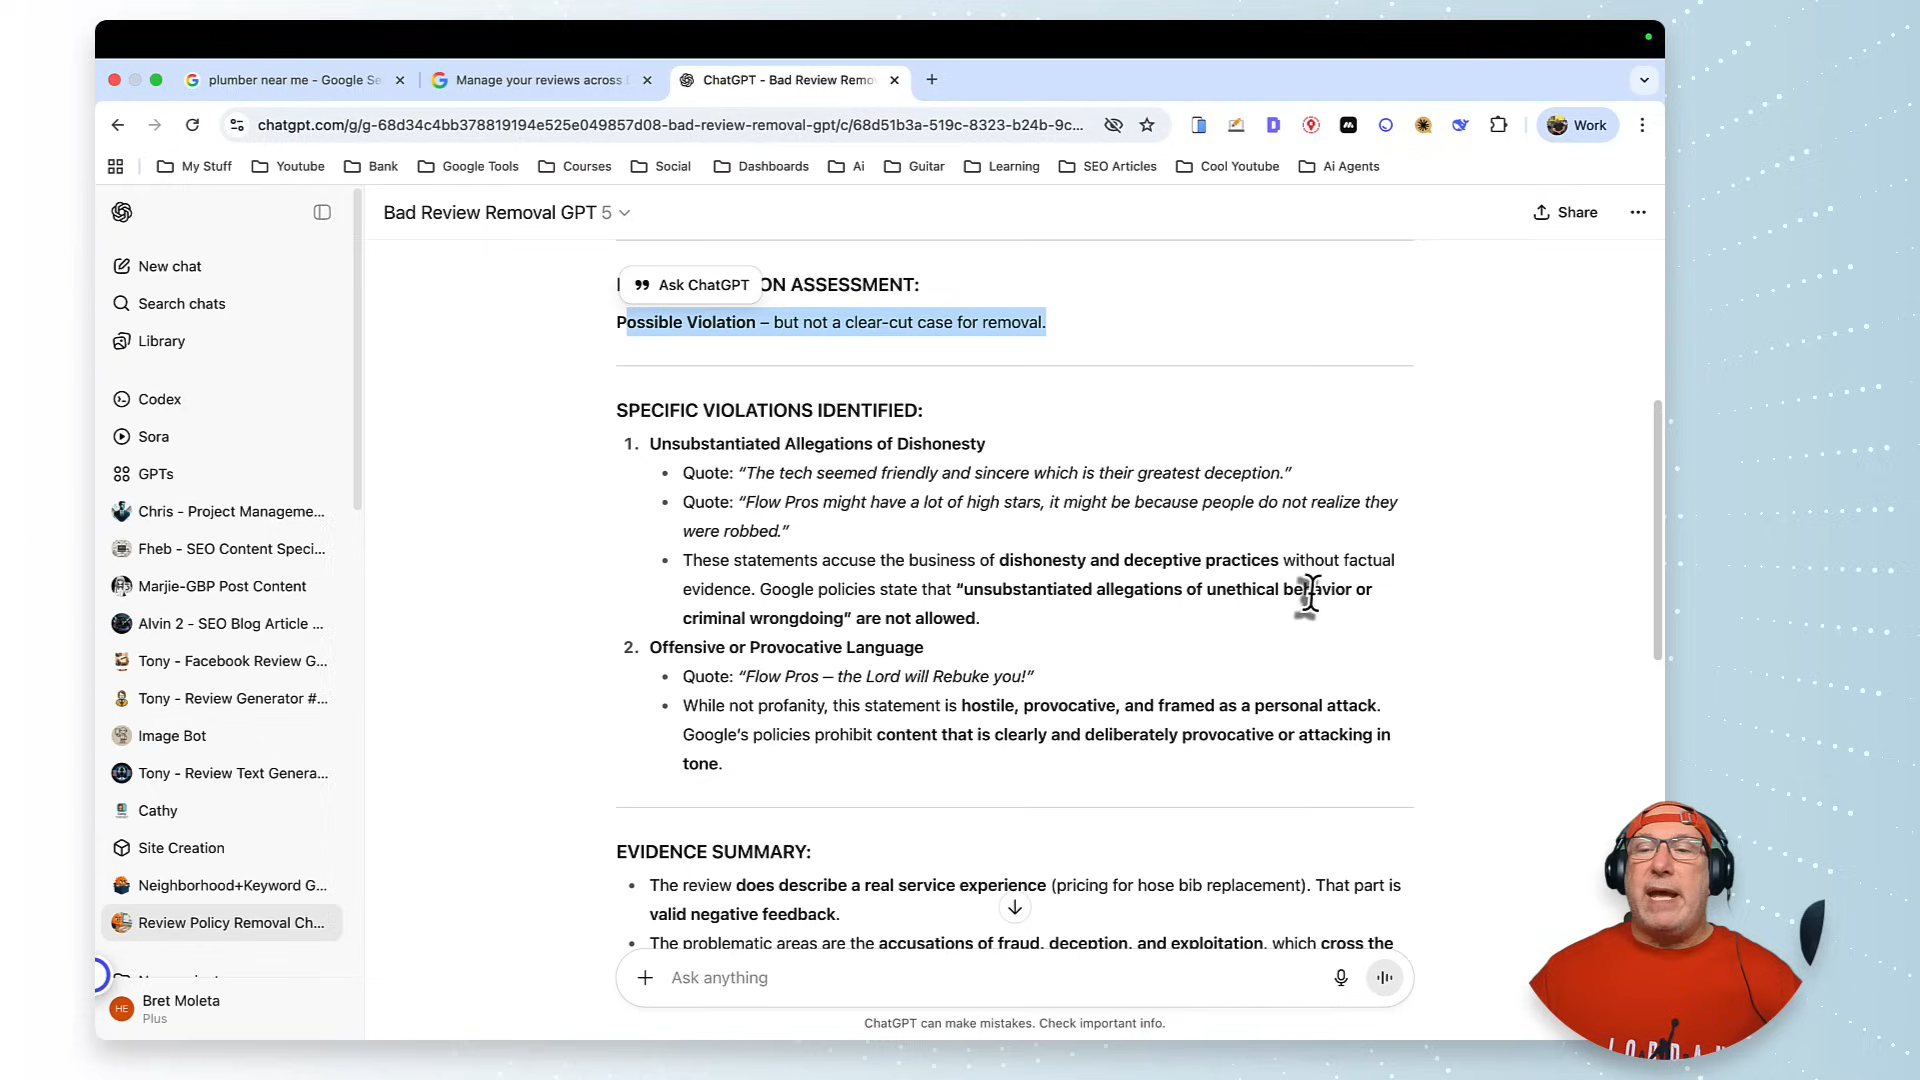 plumber near me - Google Se
Manage your reviews across
ChatGPT - Bad Review Remo
chatgpt.com/g/g-68d34c4bb378819194e525e049857d08-bad-review-removal-gpt/c/68d51b3a-519c-8323-b24b-9c...
Work
My Stuff
Youtube
Bank
Google Tools
Courses
Social
Dashboards
Ai
Guitar
Learning
SEO Articles
Cool Youtube
Ai Agents
Bad Review Removal GPT 5
Share
New chat
Search chats
Library
Codex
Sora
GPTs
Chris - Project Manageme...
Fheb - SEO Content Speci...
Marjie-GBP Post Content
Alvin 2 - SEO Blog Article ...
Tony - Facebook Review G...
Tony - Review Generator #...
Image Bot
Tony - Review Text Genera...
Cathy
Site Creation
Neighborhood+Keyword G...
Review Policy Removal Ch...
HE
Bret Moleta
Plus
Ask ChatGPT
ON ASSESSMENT:
Possible Violation – but not a clear-cut case for removal.
SPECIFIC VIOLATIONS IDENTIFIED:
1. Unsubstantiated Allegations of Dishonesty
• Quote: “The tech seemed friendly and sincere which is their greatest deception.”
• Quote: “Flow Pros might have a lot of high stars, it might be because people do not realize they
were robbed.”
• These statements accuse the business of dishonesty and deceptive practices without factual
evidence. Google policies state that “unsubstantiated allegations of unethical behavior or
criminal wrongdoing” are not allowed.
2. Offensive or Provocative Language
• Quote: “Flow Pros – the Lord will Rebuke you!”
• While not profanity, this statement is hostile, provocative, and framed as a personal attack.
Google’s policies prohibit content that is clearly and deliberately provocative or attacking in
tone.
EVIDENCE SUMMARY:
• The review does describe a real service experience (pricing for hose bib replacement). That part is
valid negative feedback.
• The problematic areas are the accusations of fraud, deception, and exploitation, which cross the
Ask anything
ChatGPT can make mistakes. Check important info.